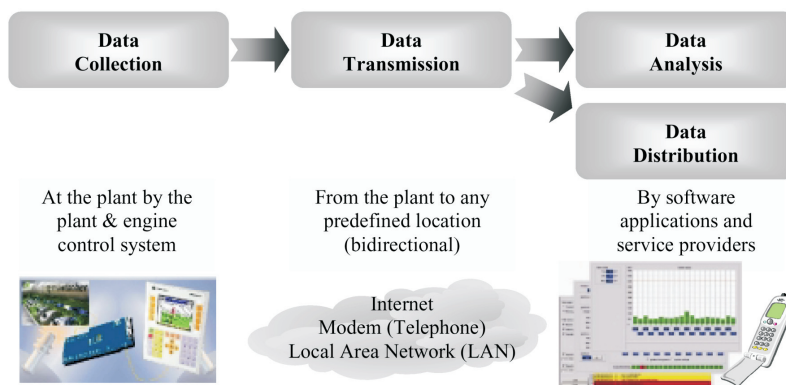 Data
Collection
Data
Transmission
Data
Analysis
Data
Distribution
At the plant by the
plant & engine
control system
From the plant to any
predefined location
(bidirectional)
By software
applications and
service providers
Internet
Modem (Telephone)
Local Area Network (LAN)